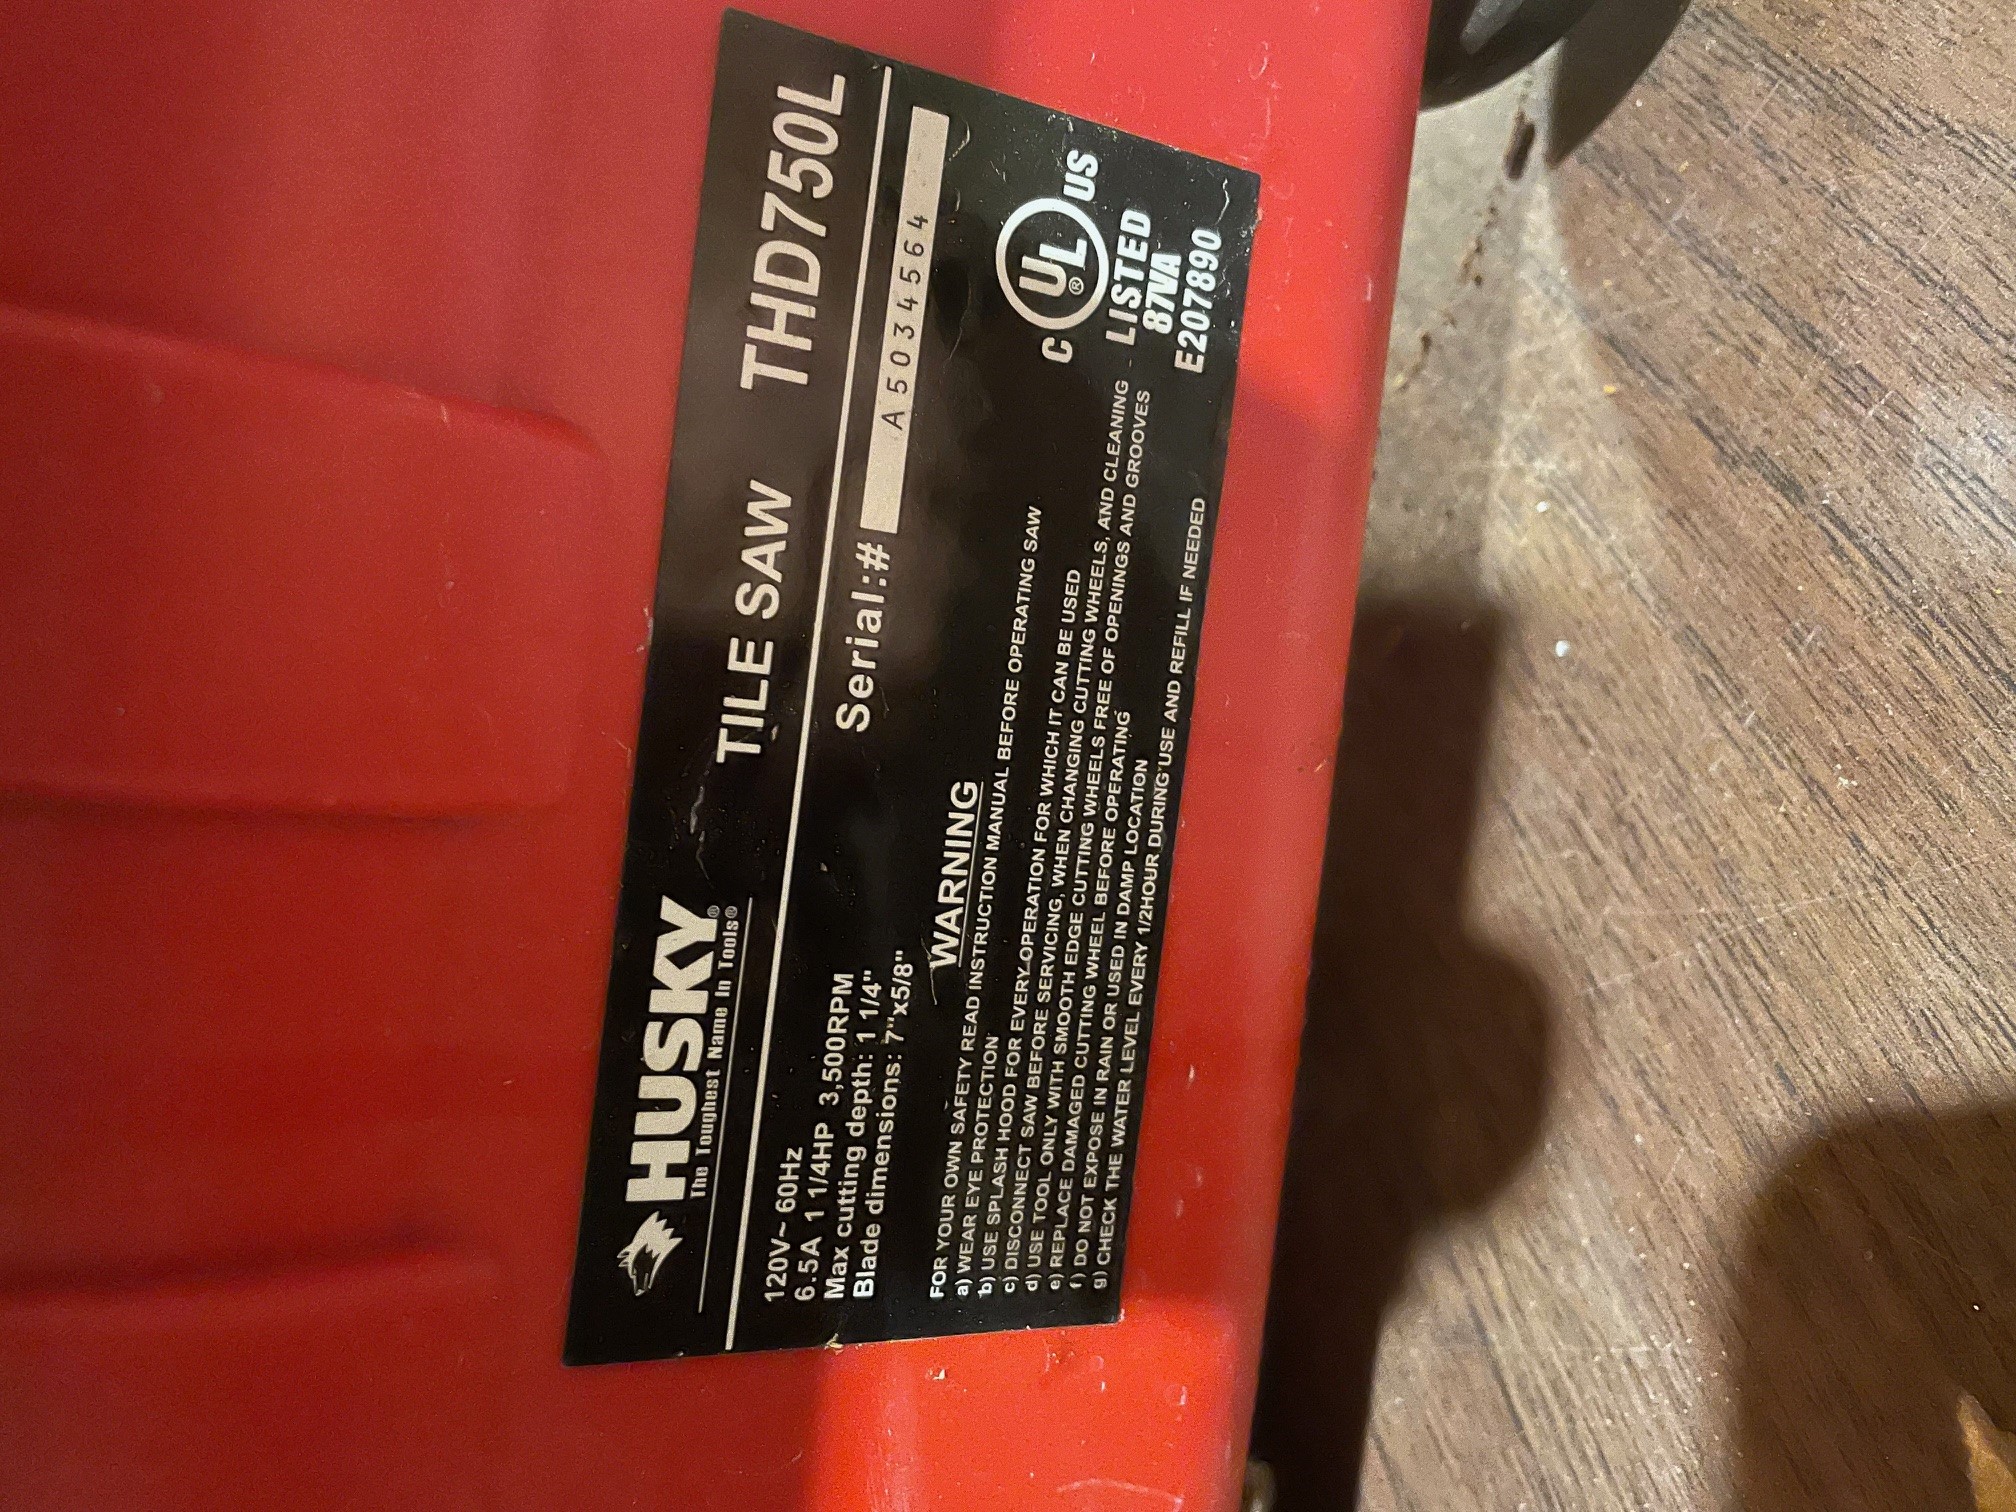 HUSKY®
The Toughest Name In Tools®
TILE SAW THD750L
120V~ 60Hz
6.5A 1 1/4HP 3,500RPM
Max cutting depth: 1 1/4"
Blade dimensions: 7"x5/8"
Serial:# A5034564
WARNING
FOR YOUR OWN SAFETY READ INSTRUCTION MANUAL BEFORE OPERATING SAW
a) WEAR EYE PROTECTION
b) USE SPLASH HOOD FOR EVERY OPERATION FOR WHICH IT CAN BE USED
c) DISCONNECT SAW BEFORE SERVICING, WHEN CHANGING CUTTING WHEELS, AND CLEANING
d) USE TOOL ONLY WITH SMOOTH EDGE CUTTING WHEELS FREE OF OPENINGS AND GROOVES
e) REPLACE DAMAGED CUTTING WHEEL BEFORE OPERATING
f) DO NOT EXPOSE IN RAIN OR USED IN DAMP LOCATION
g) CHECK THE WATER LEVEL EVERY 1/2HOUR DURING USE AND REFILL IF NEEDED
C UL® US
LISTED
87VA
E207890